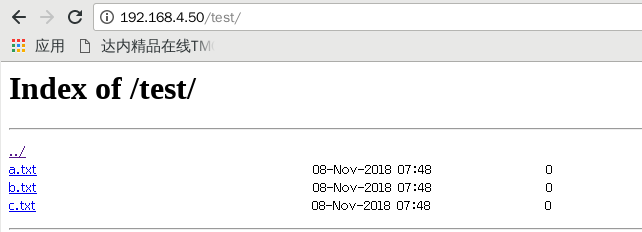 192.168.4.50/test/
应用 达内精品在线TMO
Index of /test/
../
a.txt 08-Nov-2018 07:48 0
b.txt 08-Nov-2018 07:48 0
c.txt 08-Nov-2018 07:48 0